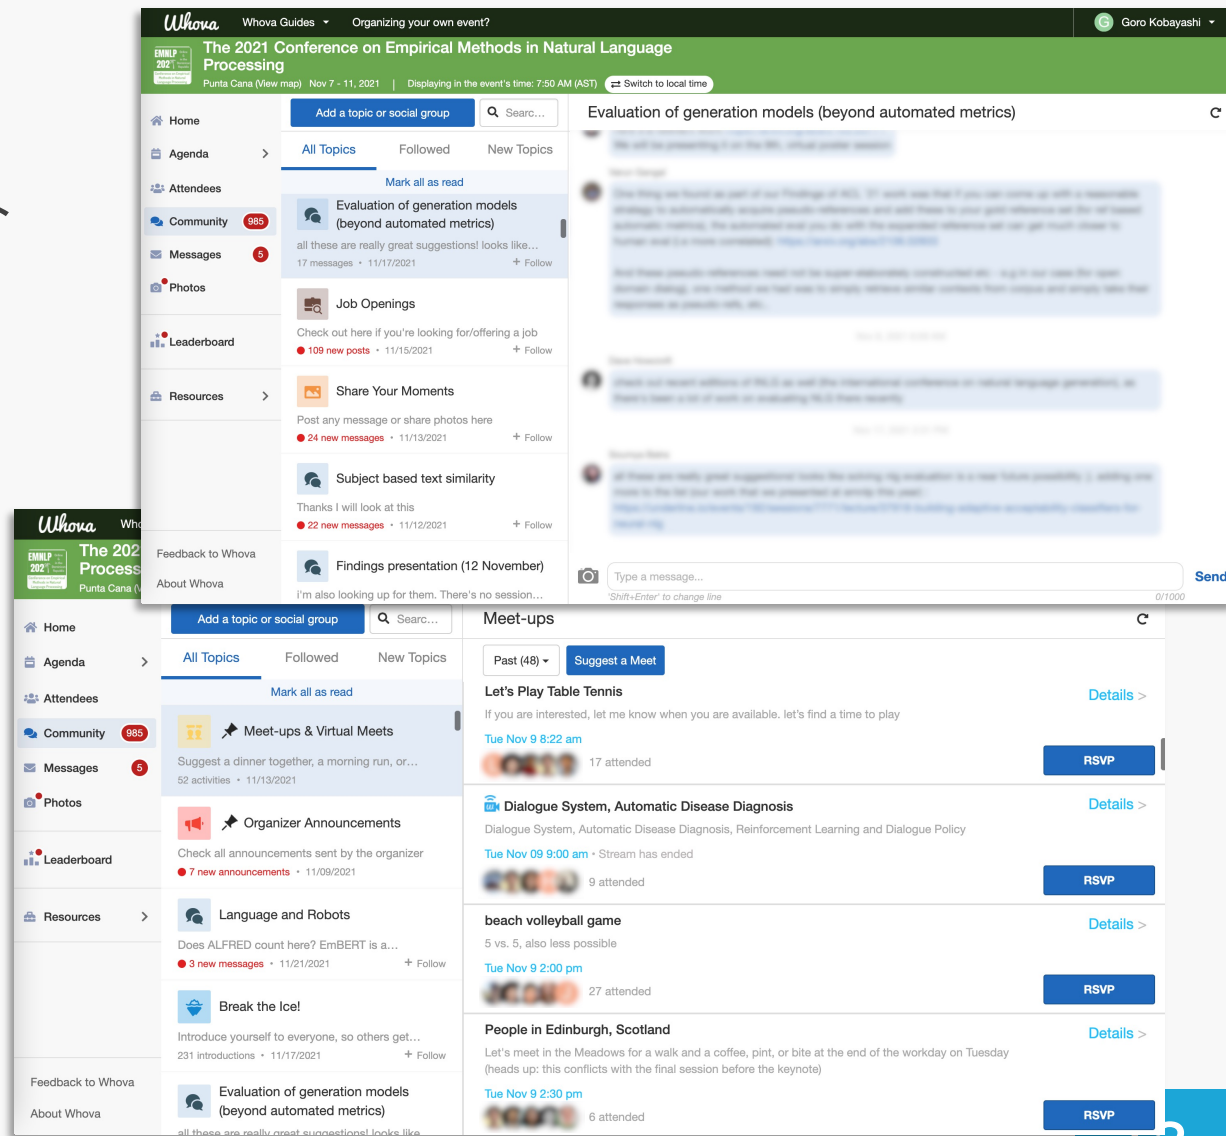 Whova Whova Guides Organizing your own event? G Goro Kobayashi
EMNLP 202
The 2021 Conference on Empirical Methods in Natural Language
Processing
Punta Cana (View map) Nov 7 - 11, 2021 | Displaying in the event's time: 7:50 AM (AST) Switch to local time
Home
Agenda
Attendees
Community 985
Messages 5
Photos
Leaderboard
Resources
Feedback to Whova
About Whova
Add a topic or social group Searc...
All Topics Followed New Topics
Mark all as read
Evaluation of generation models
(beyond automated metrics)
all these are really great suggestions! looks like...
17 messages • 11/17/2021 + Follow
Job Openings
Check out here if you're looking for/offering a job
109 new posts • 11/15/2021 + Follow
Share Your Moments
Post any message or share photos here
24 new messages • 11/13/2021 + Follow
Subject based text similarity
Thanks I will look at this
22 new messages • 11/12/2021 + Follow
Findings presentation (12 November)
i'm also looking up for them. There's no session...
Evaluation of generation models (beyond automated metrics)
Type a message...
Send
'Shift+Enter' to change line 0/1000
Whova Who
EMNLP 202
The 202
Process
Punta Cana (V
Home
Agenda
Attendees
Community 985
Messages 5
Photos
Leaderboard
Resources
Feedback to Whova
About Whova
Add a topic or social group Searc...
All Topics Followed New Topics
Mark all as read
Meet-ups & Virtual Meets
Suggest a dinner together, a morning run, or...
52 activities • 11/13/2021
Organizer Announcements
Check all announcements sent by the organizer
7 new announcements • 11/09/2021
Language and Robots
Does ALFRED count here? EmBERT is a...
3 new messages • 11/21/2021 + Follow
Break the Ice!
Introduce yourself to everyone, so others get...
231 introductions • 11/17/2021 + Follow
Evaluation of generation models
(beyond automated metrics)
all these are really great suggestions! looks like
Meet-ups
Past (48) Suggest a Meet
Let's Play Table Tennis Details >
If you are interested, let me know when you are available. let's find a time to play
Tue Nov 9 8:22 am
17 attended RSVP
Dialogue System, Automatic Disease Diagnosis Details >
Dialogue System, Automatic Disease Diagnosis, Reinforcement Learning and Dialogue Policy
Tue Nov 09 9:00 am • Stream has ended
9 attended RSVP
beach volleyball game Details >
5 vs. 5, also less possible
Tue Nov 9 2:00 pm
27 attended RSVP
People in Edinburgh, Scotland Details >
Let's meet in the Meadows for a walk and a coffee, pint, or bite at the end of the workday on Tuesday
(heads up: this conflicts with the final session before the keynote)
Tue Nov 9 2:30 pm
6 attended RSVP